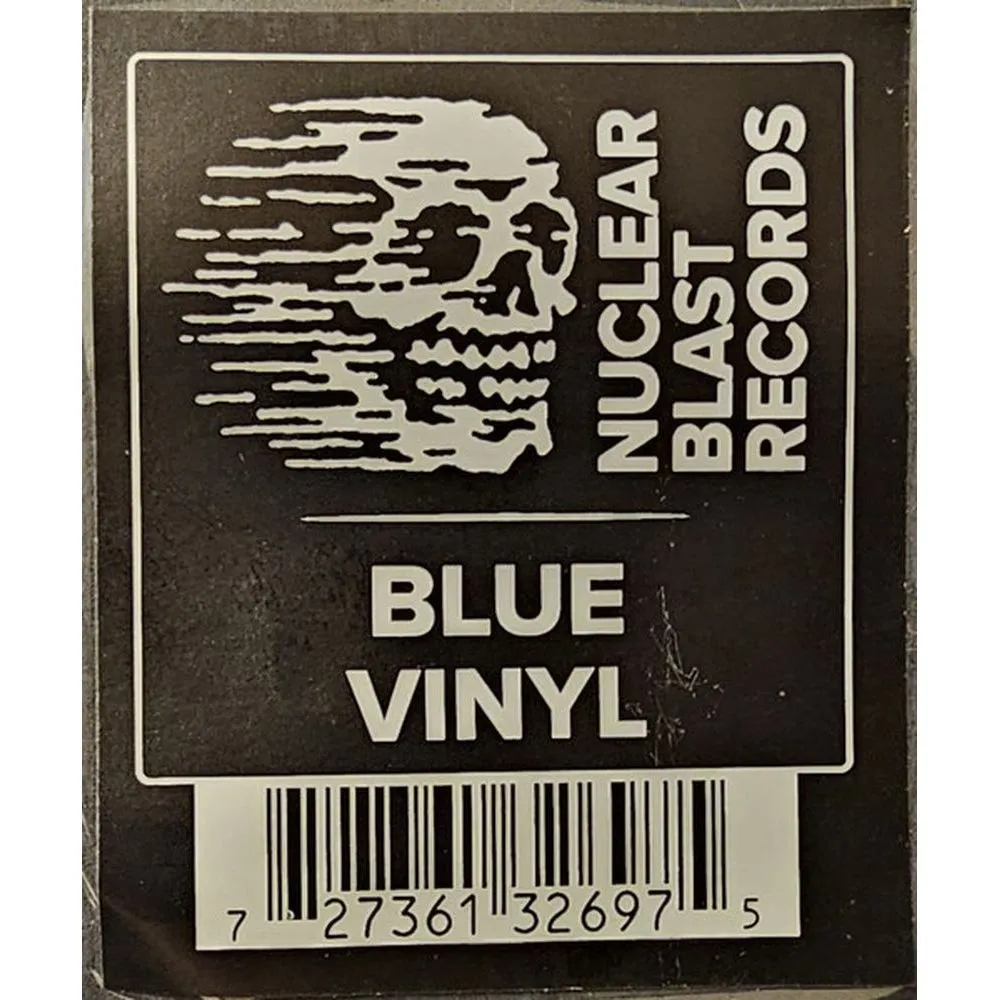 NUCLEAR
BLAST
RECORDS
BLUE
VINYL
7 27361 32697 5